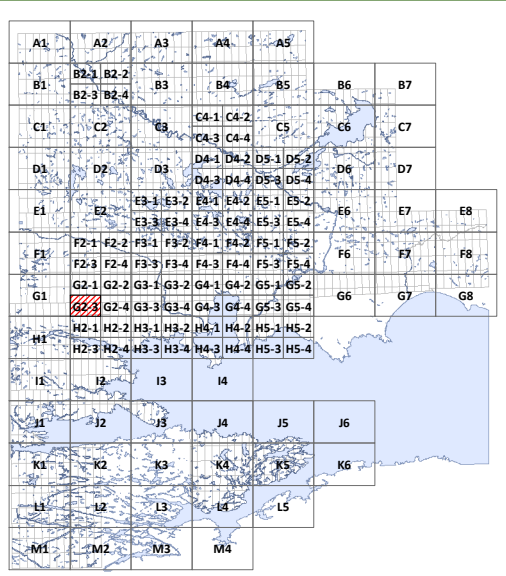 A1 A2 A3 A4 A5
B2-1 B2-2
B1 B3 B4 B5 B6 B7
B2-3 B2-4
C4-1 C4-2
C1 C2 C3 C5 C6 C7
C4-3 C4-4
D4-1 D4-2 D5-1 D5-2
D1 D2 D3 D6 D7
D4-3 D4-4 D5-3 D5-4
E3-1 E3-2 E4-1 E4-2 E5-1 E5-2
E1 E2 E6 E7 E8
E3-3 E3-4 E4-3 E4-4 E5-3 E5-4
F2-1 F2-2 F3-1 F3-2 F4-1 F4-2 F5-1 F5-2
F1 F6 F7 F8
F2-3 F2-4 F3-3 F3-4 F4-3 F4-4 F5-3 F5-4
G2-1 G2-2 G3-1 G3-2 G4-1 G4-2 G5-1 G5-2
G1 G6 G7 G8
G2-3 G2-4 G3-3 G3-4 G4-3 G4-4 G5-3 G5-4
H2-1 H2-2 H3-1 H3-2 H4-1 H4-2 H5-1 H5-2
H1
H2-3 H2-4 H3-3 H3-4 H4-3 H4-4 H5-3 H5-4
I1 I2 I3 I4
J1 J2 J3 J4 J5 J6
K1 K2 K3 K4 K5 K6
L1 L2 L3 L4 L5
M1 M2 M3 M4